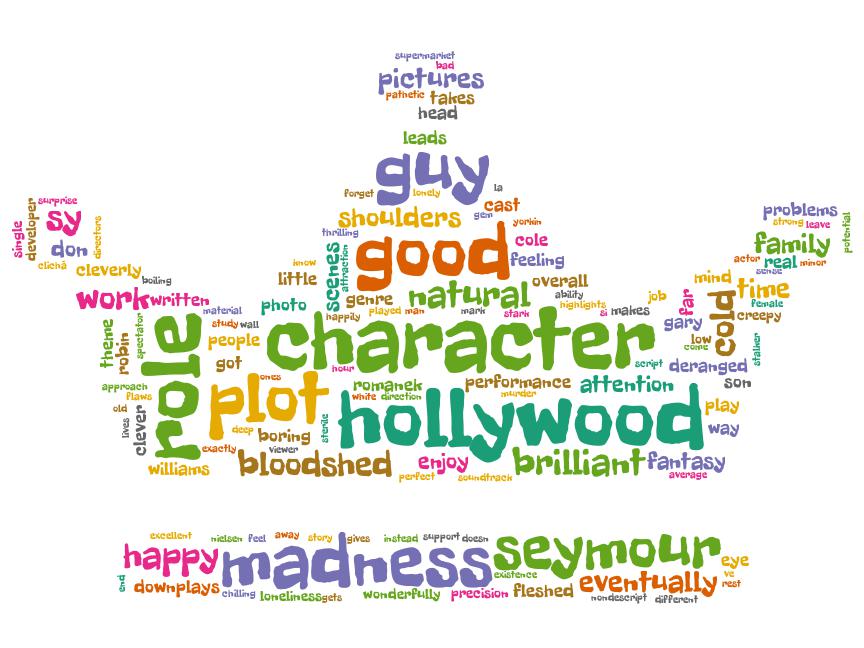 supermarket
bad
pictures
pathetic takes
head
leads
guy
la
forget lonely
surprise
single developer sy
don directors
clichà cleverly
boiling
shoulders gem cast
yorkin
thrilling
good cole
scenes attraction
feeling
know
little
genre natural overall
ability
problems
strong leave
potential
family
actor real minor
sense
mind time
female
creepy
work written
material
photo
happily played man mark stark highlights si makes job far
gary cold
study wall
people
character
low
come
stalker
theme robin spectator
role
got
hour
script deranged
approach
flaws
ones
plot
romanek performance attention son
white direction murder
hollywood
play
way
old
lives clever
deep
boring sterile
exactly viewer
williams bloodshed enjoy brilliant fantasy
perfect soundtrack average
excellent nielsen feel away story gives instead support doesn
happy madness seymour eye
existence
ve
rest
end downplays chilling loneliness gets wonderfully precision fleshed eventually
nondescript different